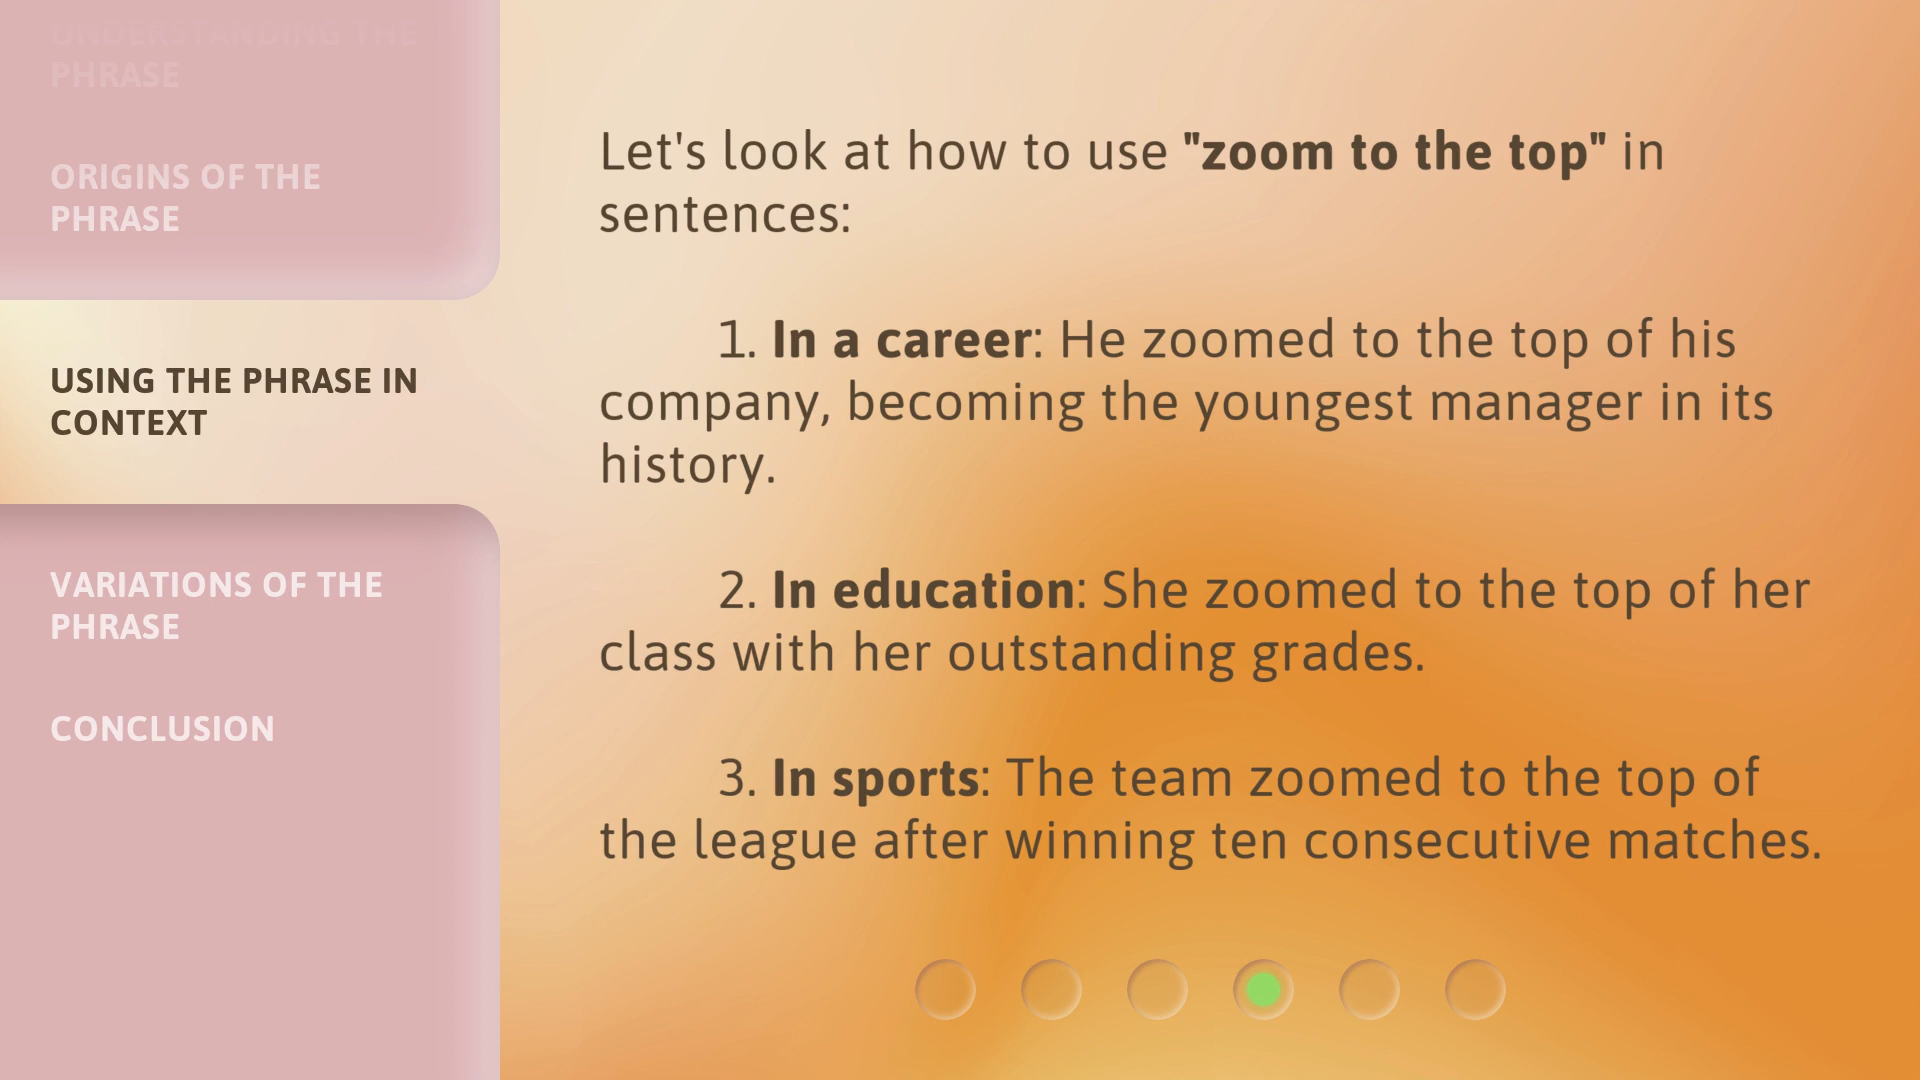 UNDERSTANDING THE
PHRASE
ORIGINS OF THE
PHRASE
USING THE PHRASE IN
CONTEXT
VARIATIONS OF THE
PHRASE
CONCLUSION
Let's look at how to use "zoom to the top" in
sentences:
1. In a career: He zoomed to the top of his
company, becoming the youngest manager in its
history.
2. In education: She zoomed to the top of her
class with her outstanding grades.
3. In sports: The team zoomed to the top of
the league after winning ten consecutive matches.